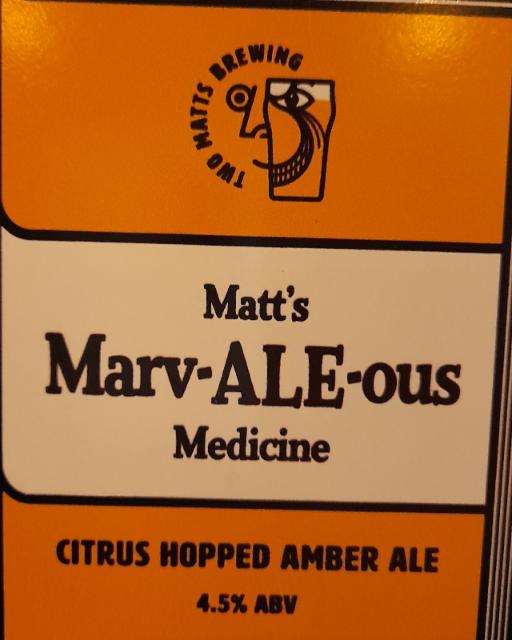 TWO MATTS BREWING
Matt's
Marv-ALE-ous
Medicine
CITRUS HOPPED AMBER ALE
4.5% ABV